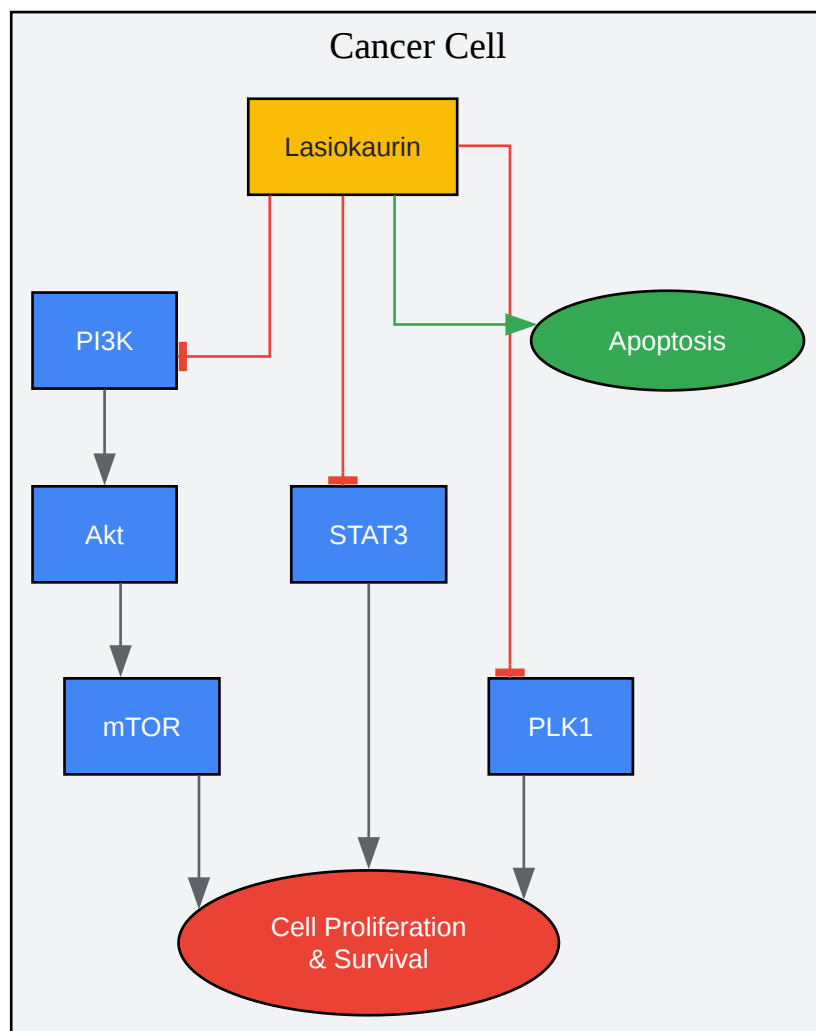 Cancer Cell
Lasiokaurin
PI3K
Apoptosis
Akt
STAT3
mTOR
PLK1
Cell Proliferation
& Survival